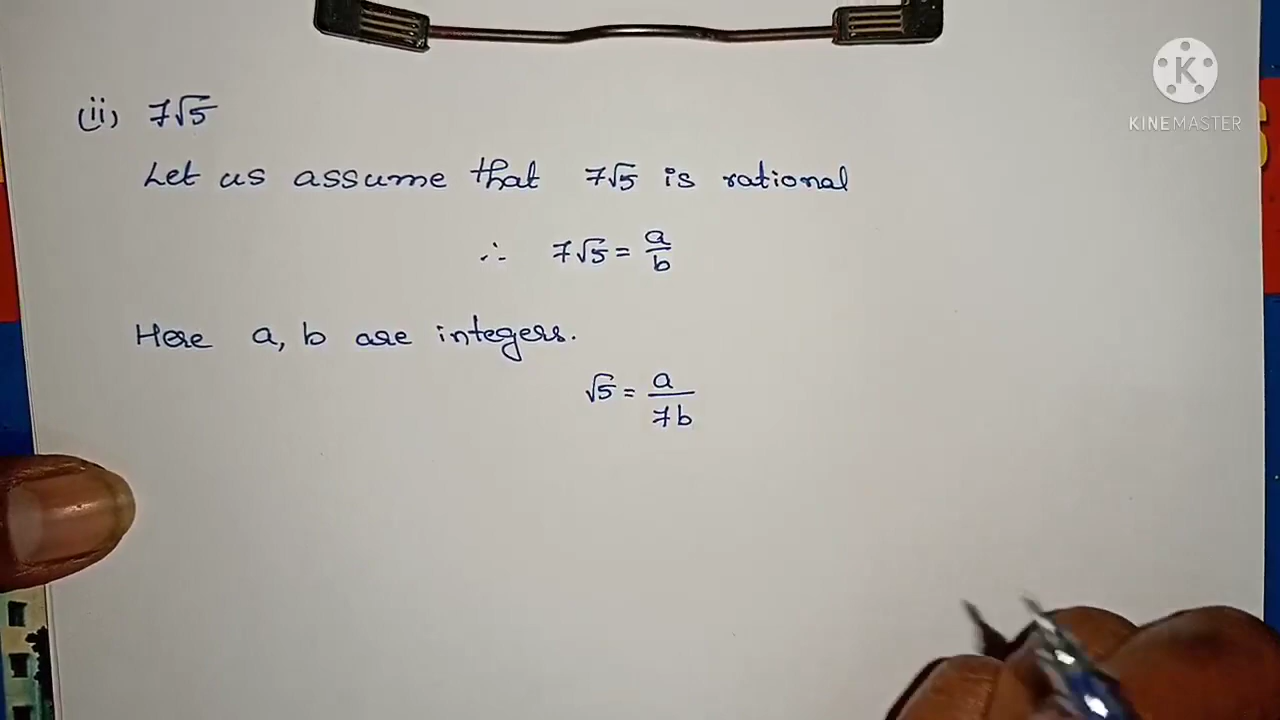 (ii) 7√5
Let us assume that 7√5 is rational
∴ 7√5 = a/b
Here a, b are integers.
√5 = a/7b
K
KINEMASTER